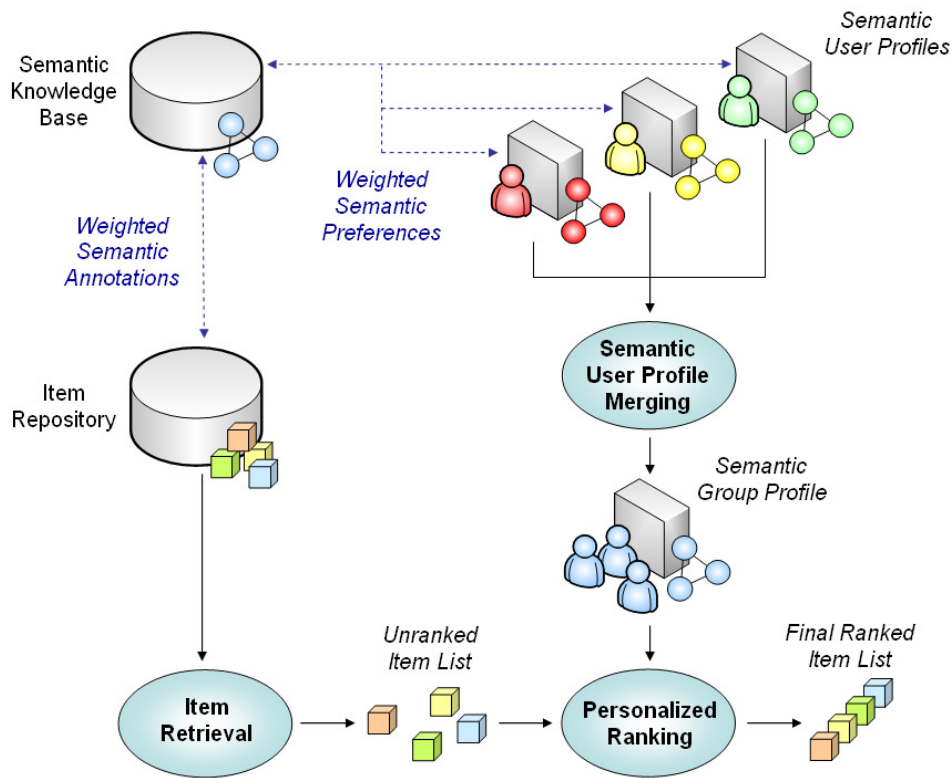 Semantic
User Profiles
Semantic
Knowledge
Base
Weighted
Semantic
Preferences
Weighted
Semantic
Annotations
Item
Repository
Semantic
User Profile
Merging
Semantic
Group Profile
Unranked
Item List
Final Ranked
Item List
Item
Retrieval
Personalized
Ranking